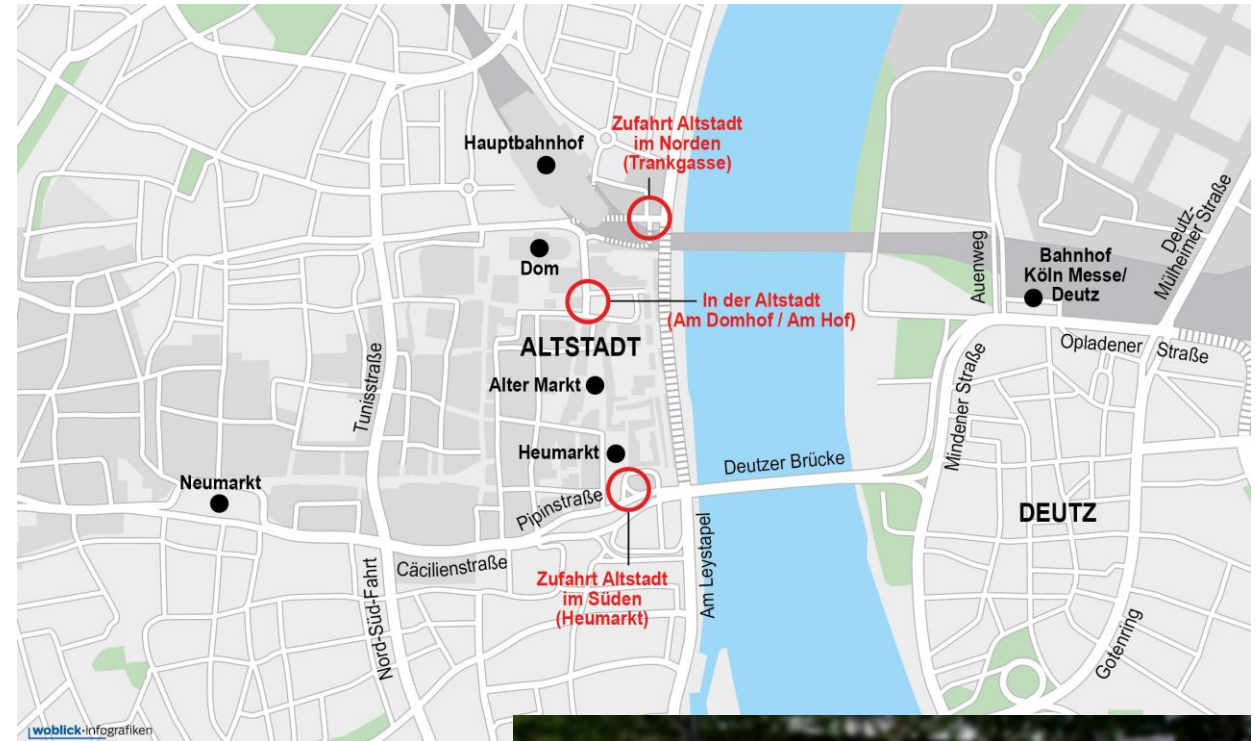 Zufahrt Altstadt
im Norden
(Trankgasse)
Hauptbahnhof
Dom
In der Altstadt
(Am Domhof / Am Hof)
ALTSTADT
Alter Markt
Heumarkt
Neumarkt
Tunisstraße
Pipinstraße
Cäcilienstraße
Nord-Süd-Fahrt
Zufahrt Altstadt
im Süden
(Heumarkt)
Am Leystapel
Deutzer Brücke
Auenweg
Bahnhof
Köln Messe/
Deutz
Deutz-
Mülheimer Straße
Opladener Straße
Mindener Straße
DEUTZ
Gotenring
woblick-infografiken